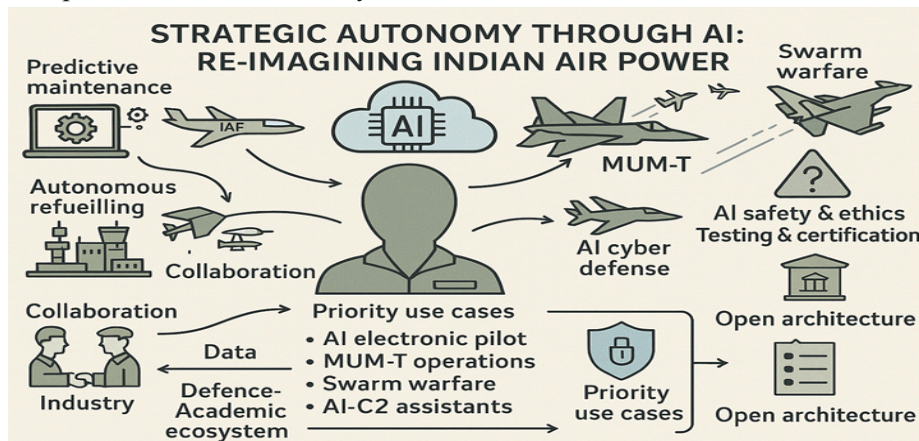 STRATEGIC AUTONOMY THROUGH AI:
RE-IMAGINING INDIAN AIR POWER
Predictive
maintenance
IAF
AI
Swarm
warfare
MUM-T
Autonomous
refueilling
Collaboration
AI cyber
defense
AI safety & ethics
Testing & certification
Collaboration
Industry
Data
Defence-
Academic
ecosystem
Priority use cases
• AI electronic pilot
• MUM-T operations
• Swarm warfare
• AI-C2 assistants
Priority
use cases
Open architecture
Open architecture